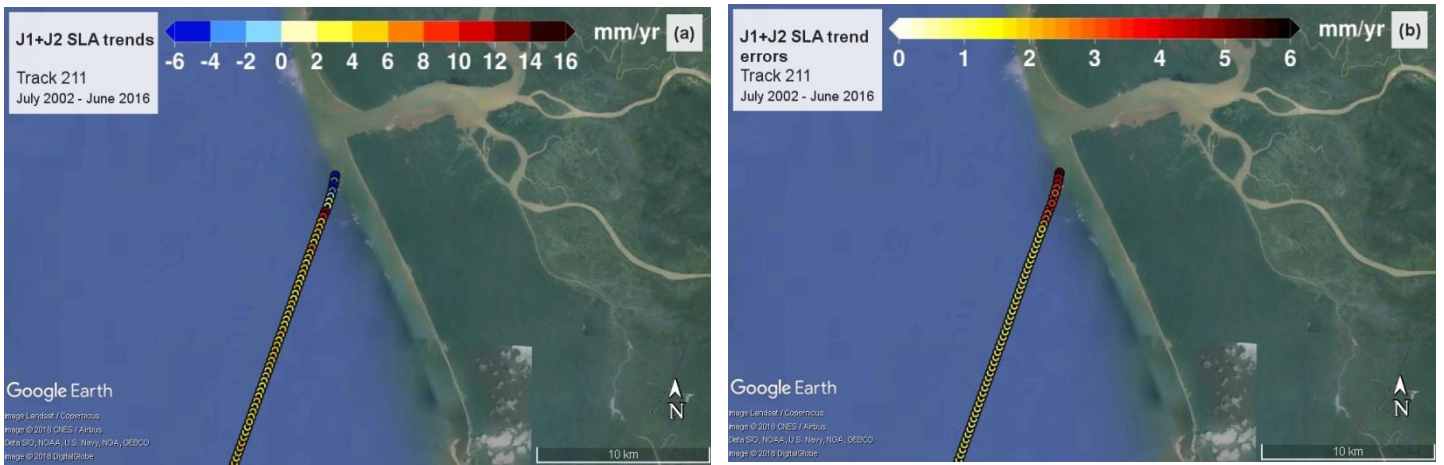 J1+J2 SLA trends
Track 211
July 2002 - June 2016
-6 -4 -2 0 2 4 6 8 10 12 14 16
mm/yr
(a)
Google Earth
Image Landsat / Copernicus
Image © 2018 CNES / Airbus
Data SIO, NOAA, U.S. Navy, NGA, GEBCO
Image © 2018 DigitalGlobe
N
10 km
J1+J2 SLA trend
errors
Track 211
July 2002 - June 2016
0 1 2 3 4 5 6
mm/yr
(b)
Google Earth
Image Landsat / Copernicus
Image © 2018 CNES / Airbus
Data SIO, NOAA, U.S. Navy, NGA, GEBCO
Image © 2018 DigitalGlobe
N
10 km